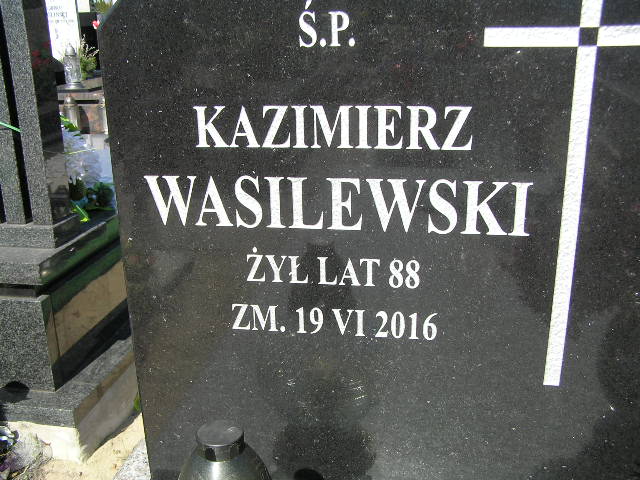 Ś.P.
KAZIMIERZ
WASILEWSKI
ŻYŁ LAT 88
ZM. 19 VI 2016